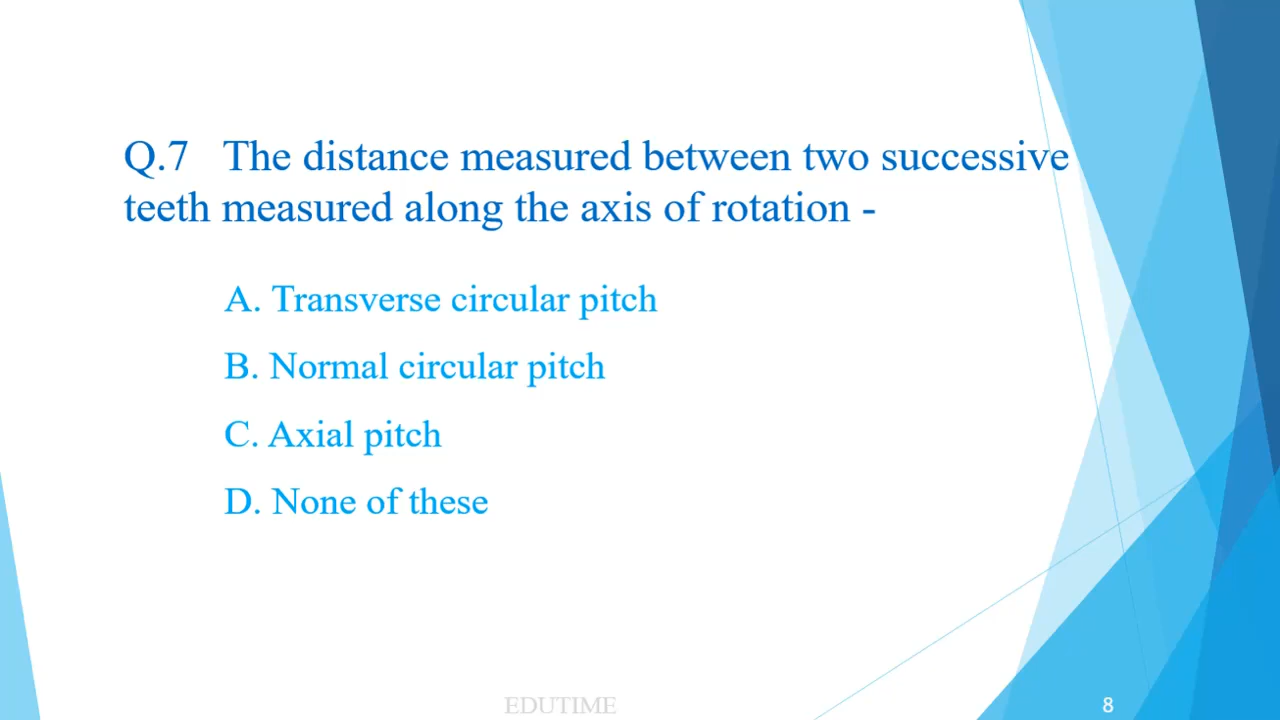 Q.7 The distance measured between two successive
teeth measured along the axis of rotation -
A. Transverse circular pitch
B. Normal circular pitch
C. Axial pitch
D. None of these
EDUTIME
8